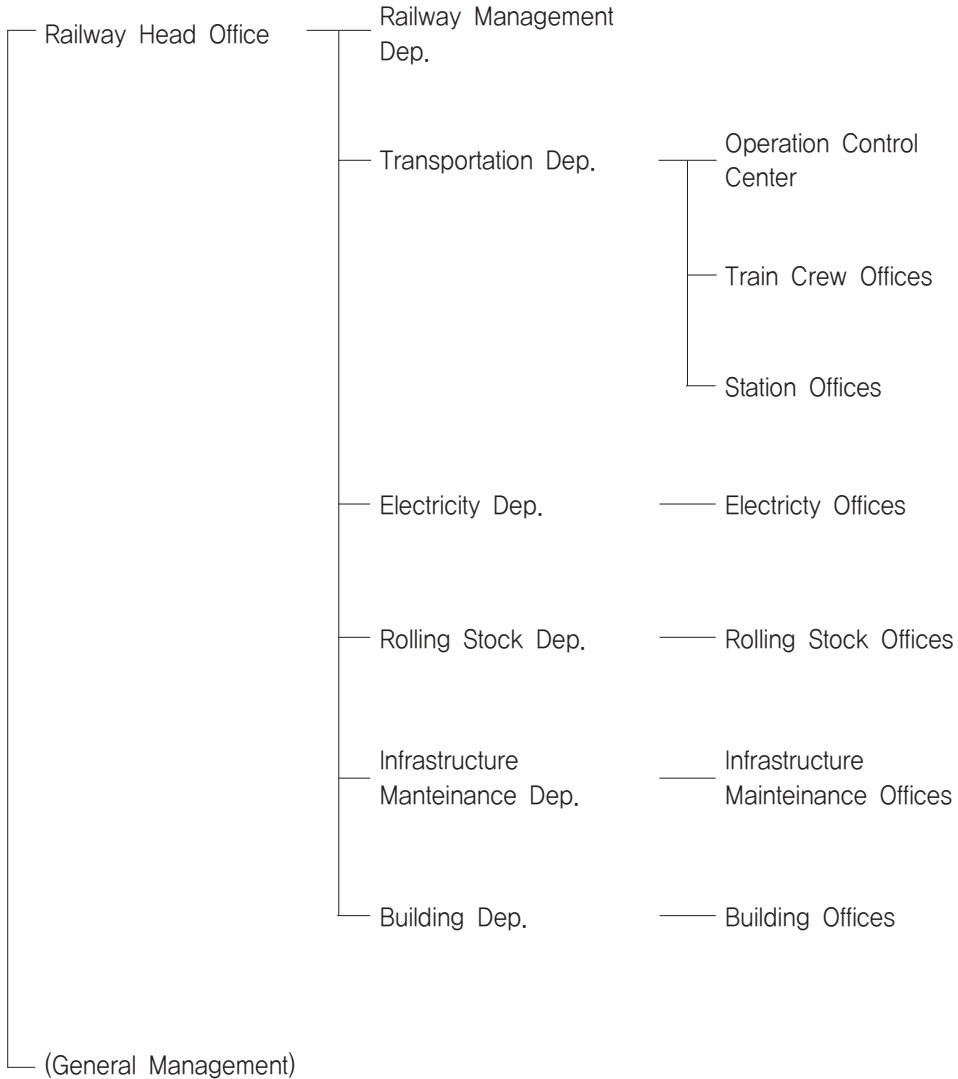 Railway Head Office
Railway Management
Dep.
Transportation Dep.
Operation Control
Center
Train Crew Offices
Station Offices
Electricity Dep.
Electricty Offices
Rolling Stock Dep.
Rolling Stock Offices
Infrastructure
Manteinance Dep.
Infrastructure
Mainteinance Offices
Building Dep.
Building Offices
(General Management)